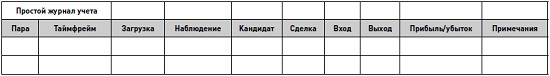 Простой журнал учета
Пара Таймфрейм Загрузка Наблюдение Кандидат Сделка Вход Выход Прибыль/убыток Примечания